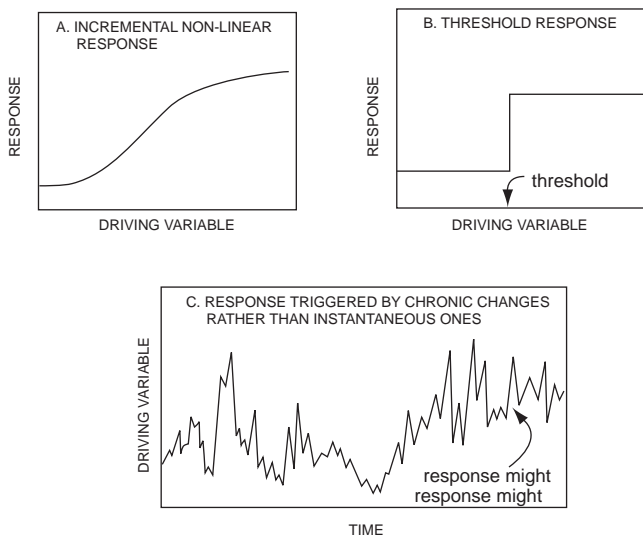 A. INCREMENTAL NON-LINEAR
RESPONSE
RESPONSE
DRIVING VARIABLE
B. THRESHOLD RESPONSE
RESPONSE
threshold
DRIVING VARIABLE
C. RESPONSE TRIGGERED BY CHRONIC CHANGES
RATHER THAN INSTANTANEOUS ONES
DRIVING VARIABLE
response might
response might
TIME